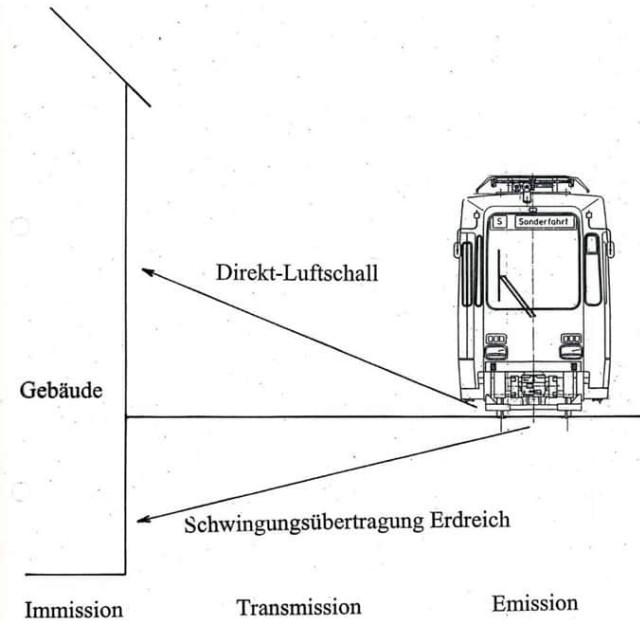 S Sonderfahrt
Direkt-Luftschall
Gebäude
Schwingungsübertragung Erdreich
Immission Transmission Emission